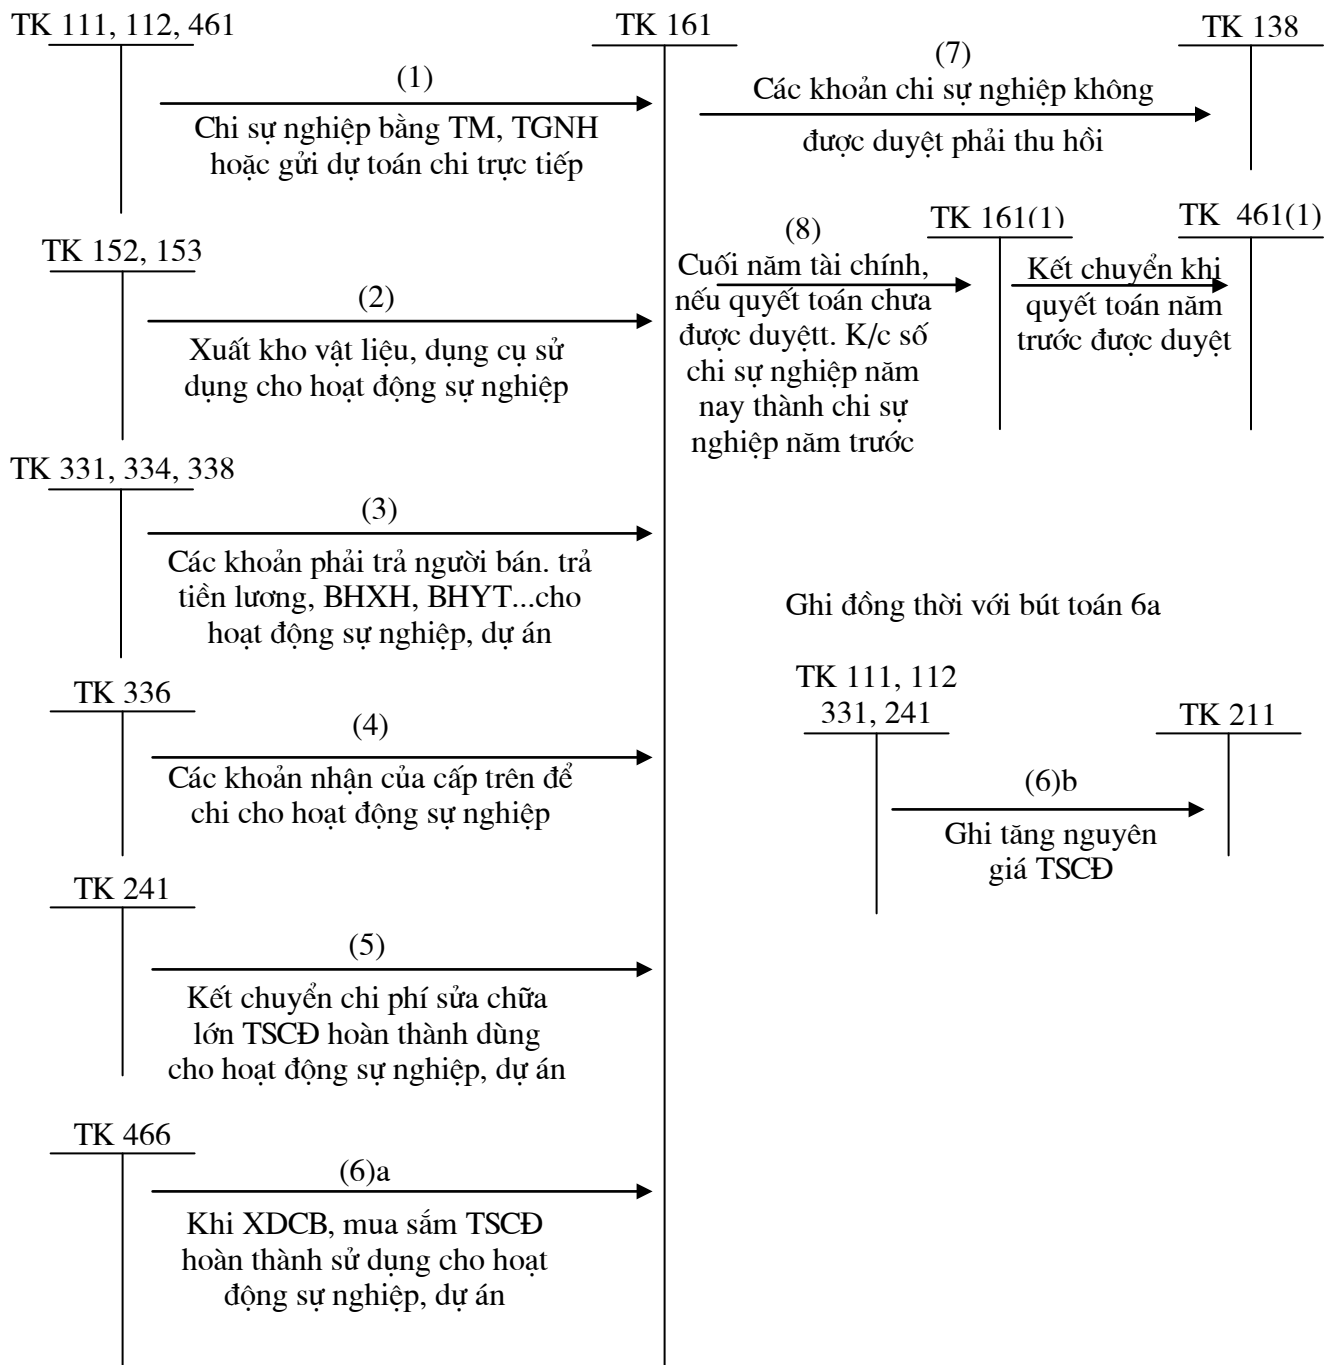 TK 111, 112, 461
(1)
Chi sự nghiệp bằng TM, TGNH
hoặc gửi dự toán chi trực tiếp
TK 152, 153
(2)
Xuất kho vật liệu, dụng cụ sử
dụng cho hoạt động sự nghiệp
TK 331, 334, 338
(3)
Các khoản phải trả người bán. trả
tiền lương, BHXH, BHYT...cho
hoạt động sự nghiệp, dự án
TK 336
(4)
Các khoản nhận của cấp trên để
chi cho hoạt động sự nghiệp
TK 241
(5)
Kết chuyển chi phí sửa chữa
lớn TSCĐ hoàn thành dùng
cho hoạt động sự nghiệp, dự án
TK 466
(6)a
Khi XDCB, mua sắm TSCĐ
hoàn thành sử dụng cho hoạt
động sự nghiệp, dự án
TK 161
(7)
Các khoản chi sự nghiệp không
được duyệt phải thu hồi
TK 138
(8)
Cuối năm tài chính,
nếu quyết toán chưa
được duyệtt. K/c số
chi sự nghiệp năm
nay thành chi sự
nghiệp năm trước
TK 161(1)
Kết chuyển khi
quyết toán năm
trước được duyệt
TK 461(1)
Ghi đồng thời với bút toán 6a
TK 111, 112
331, 241
(6)b
Ghi tăng nguyên
giá TSCĐ
TK 211